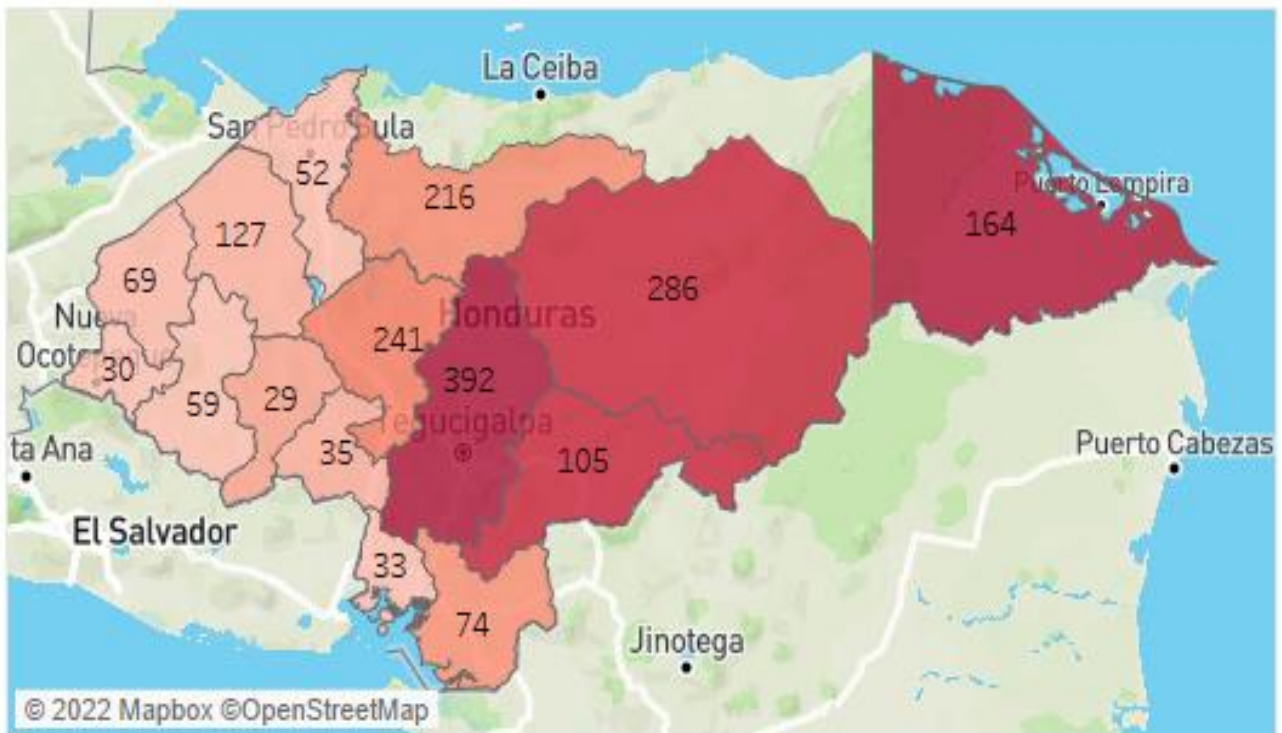 La Ceiba
San Pedro Sula
52
216
127
Puerto Lempira
164
69
286
Nueva
Ocotepeque
Honduras
241
30
392
59
29
Tegucigalpa
35
105
ta Ana
Puerto Cabezas
El Salvador
33
74
Jinotega
© 2022 Mapbox ©OpenStreetMap